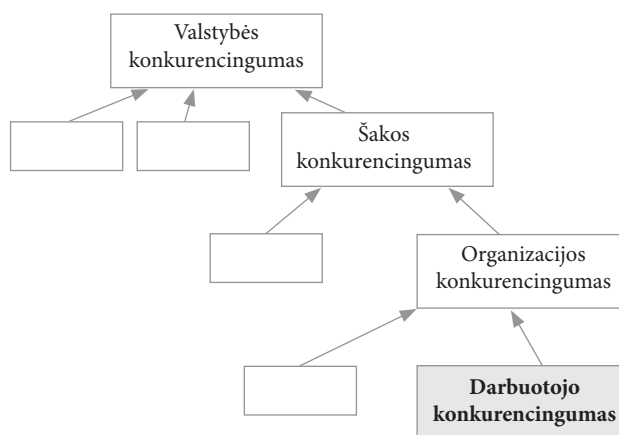 Valstybės
konkurencingumas
Šakos
konkurencingumas
Organizacijos
konkurencingumas
Darbuotojo
konkurencingumas